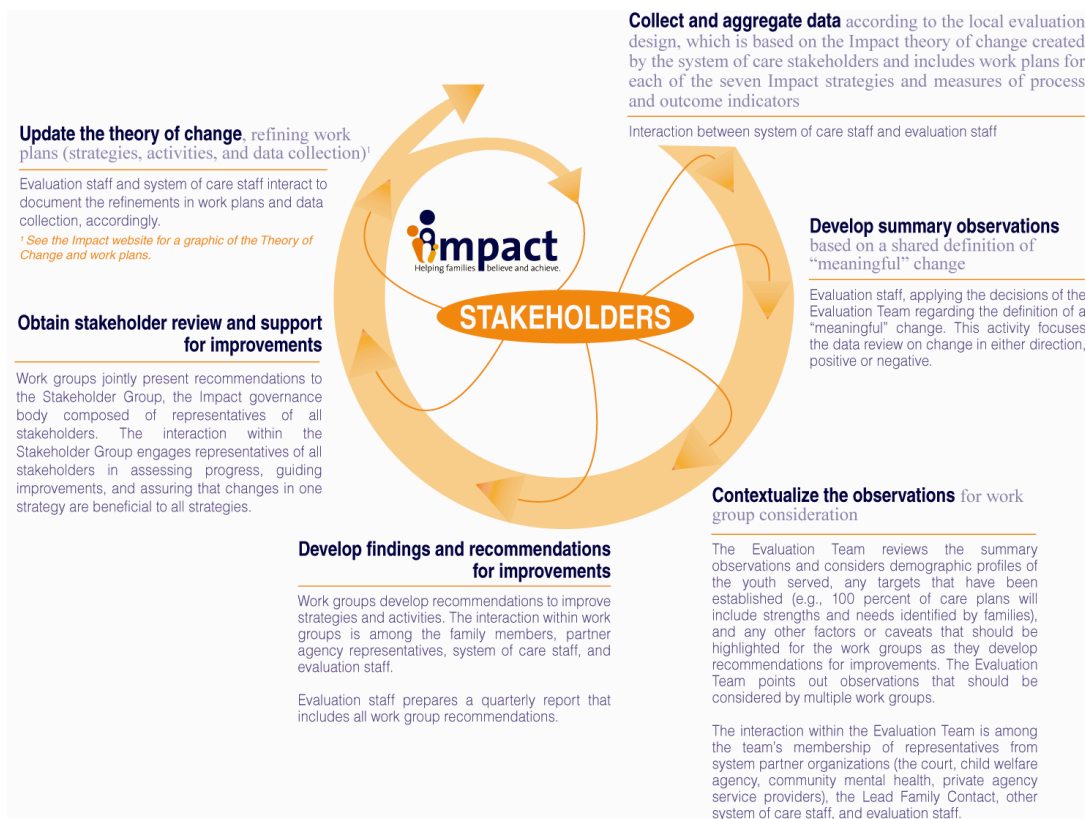 Collect and aggregate data according to the local evaluation
design, which is based on the Impact theory of change created
by the system of care stakeholders and includes work plans for
each of the seven Impact strategies and measures of process
and outcome indicators
Interaction between system of care staff and evaluation staff
Develop summary observations
based on a shared definition of
“meaningful” change
Evaluation staff, applying the decisions of the
Evaluation Team regarding the definition of a
“meaningful” change. This activity focuses
the data review on change in either direction,
positive or negative.
Contextualize the observations for work
group consideration
The Evaluation Team reviews the summary
observations and considers demographic profiles of
the youth served, any targets that have been
established (e.g., 100 percent of care plans will
include strengths and needs identified by families),
and any other factors or caveats that should be
highlighted for the work groups as they develop
recommendations for improvements. The Evaluation
Team points out observations that should be
considered by multiple work groups.
The interaction within the Evaluation Team is among
the team's membership of representatives from
system partner organizations (the court, child welfare
agency, community mental health, private agency
service providers), the Lead Family Contact, other
system of care staff, and evaluation staff.
Develop findings and recommendations
for improvements
Work groups develop recommendations to improve
strategies and activities. The interaction within work
groups is among the family members, partner
agency representatives, system of care staff, and
evaluation staff.
Evaluation staff prepares a quarterly report that
includes all work group recommendations.
Obtain stakeholder review and support
for improvements
Work groups jointly present recommendations to
the Stakeholder Group, the Impact governance
body composed of representatives of all
stakeholders. The interaction within the
Stakeholder Group engages representatives of all
stakeholders in assessing progress, guiding
improvements, and assuring that changes in one
strategy are beneficial to all strategies.
Update the theory of change, refining work
plans (strategies, activities, and data collection)¹
Evaluation staff and system of care staff interact to
document the refinements in work plans and data
collection, accordingly.
¹ See the Impact website for a graphic of the Theory of
Change and work plans.
impact
Helping families believe and achieve.
STAKEHOLDERS